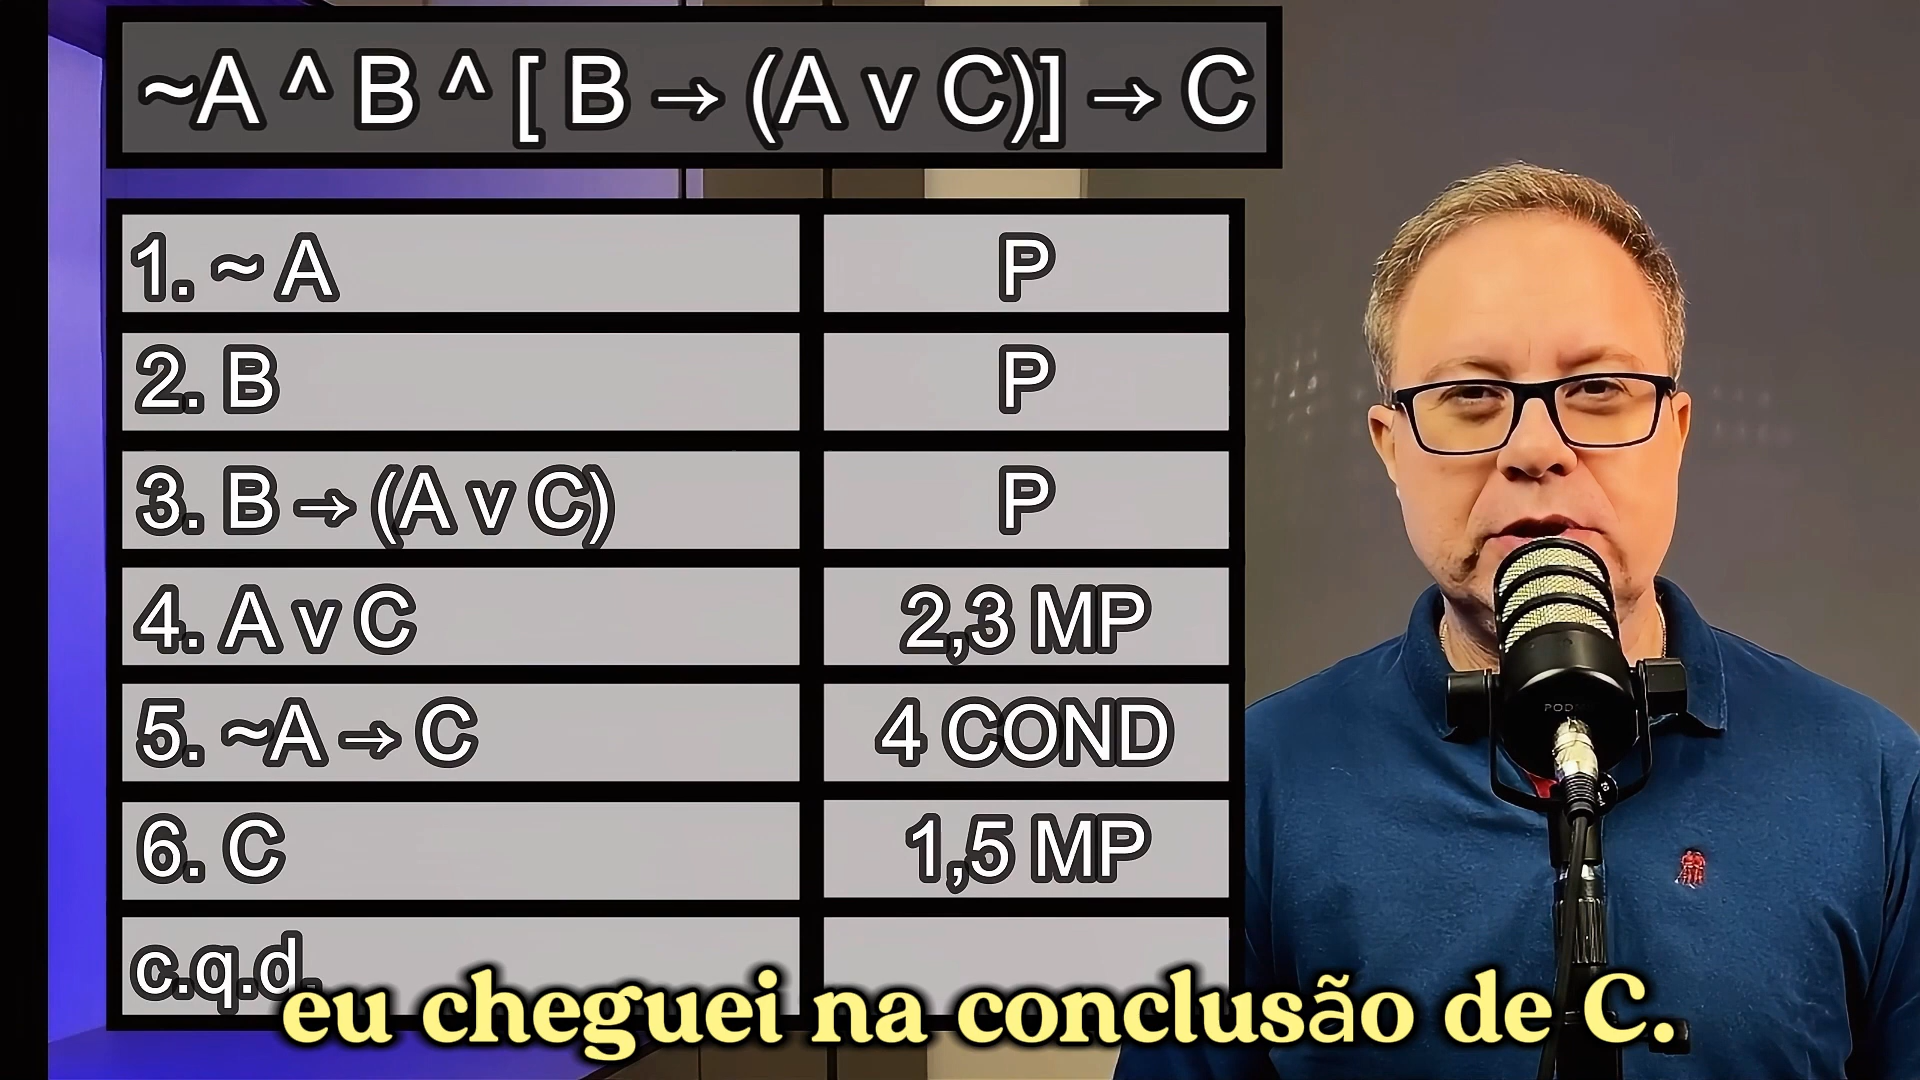 ~A ^ B ^ [ B → (A v C)] → C
1. ~ A P
2. B P
3. B → (A v C) P
4. A v C 2,3 MP
5. ~A → C 4 COND
6. C 1,5 MP
c.q.d.
eu cheguei na conclusão de C.